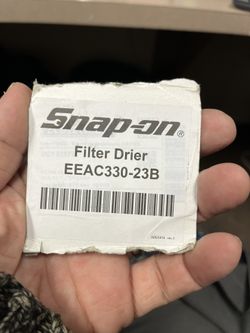 Snap-on®
Filter Drier
EEAC330-23B